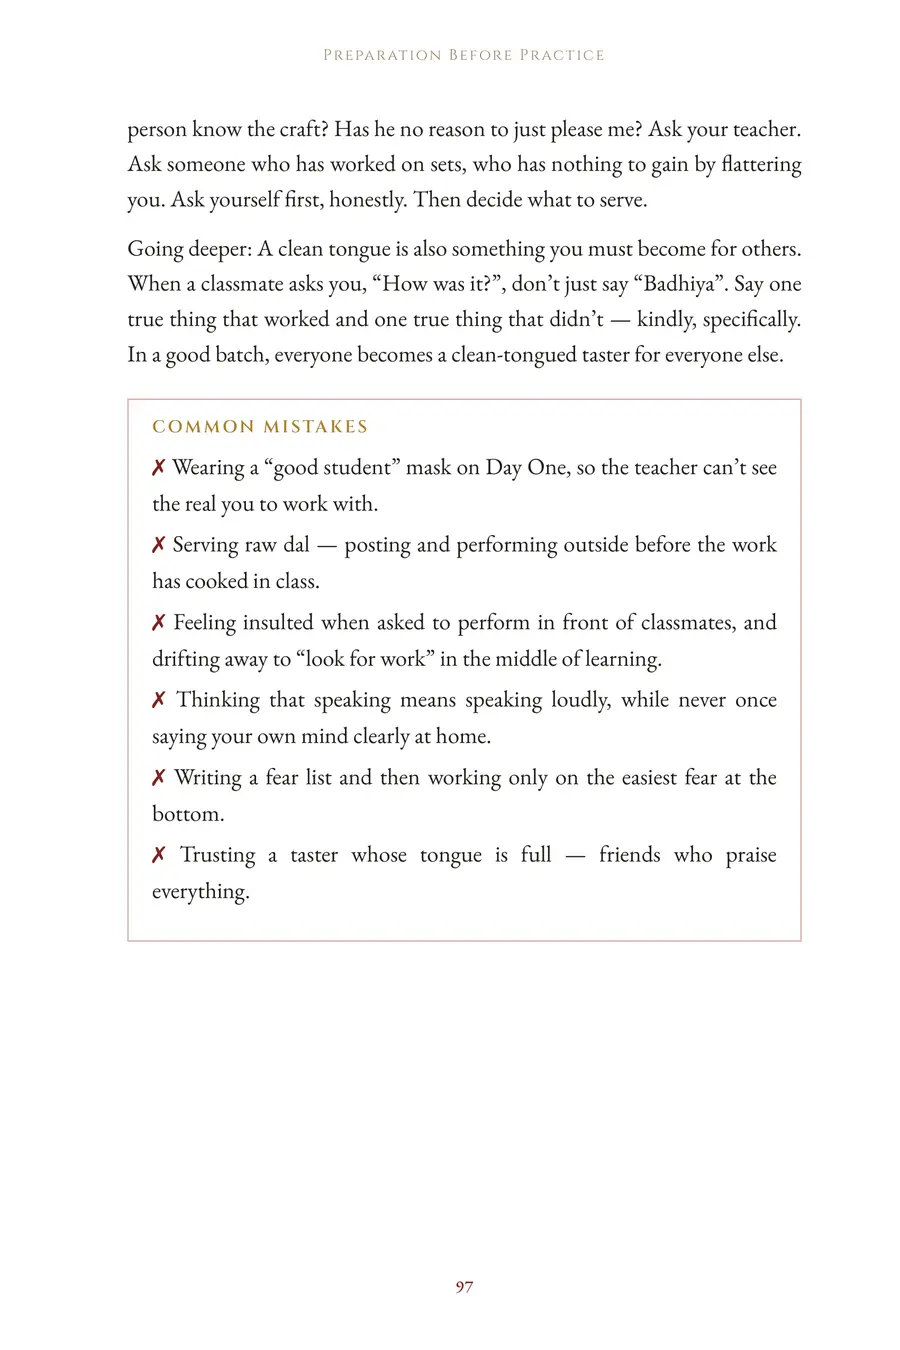 Preparation Before Practice
person know the craft? Has he no reason to just please me? Ask your teacher.
Ask someone who has worked on sets, who has nothing to gain by flattering
you. Ask yourself first, honestly. Then decide what to serve.
Going deeper: A clean tongue is also something you must become for others.
When a classmate asks you, “How was it?”, don’t just say “Badhiya”. Say one
true thing that worked and one true thing that didn’t — kindly, specifically.
In a good batch, everyone becomes a clean-tongued taster for everyone else.
COMMON MISTAKES
✗ Wearing a “good student” mask on Day One, so the teacher can’t see
the real you to work with.
✗ Serving raw dal — posting and performing outside before the work
has cooked in class.
✗ Feeling insulted when asked to perform in front of classmates, and
drifting away to “look for work” in the middle of learning.
✗ Thinking that speaking means speaking loudly, while never once
saying your own mind clearly at home.
✗ Writing a fear list and then working only on the easiest fear at the
bottom.
✗ Trusting a taster whose tongue is full — friends who praise
everything.
97